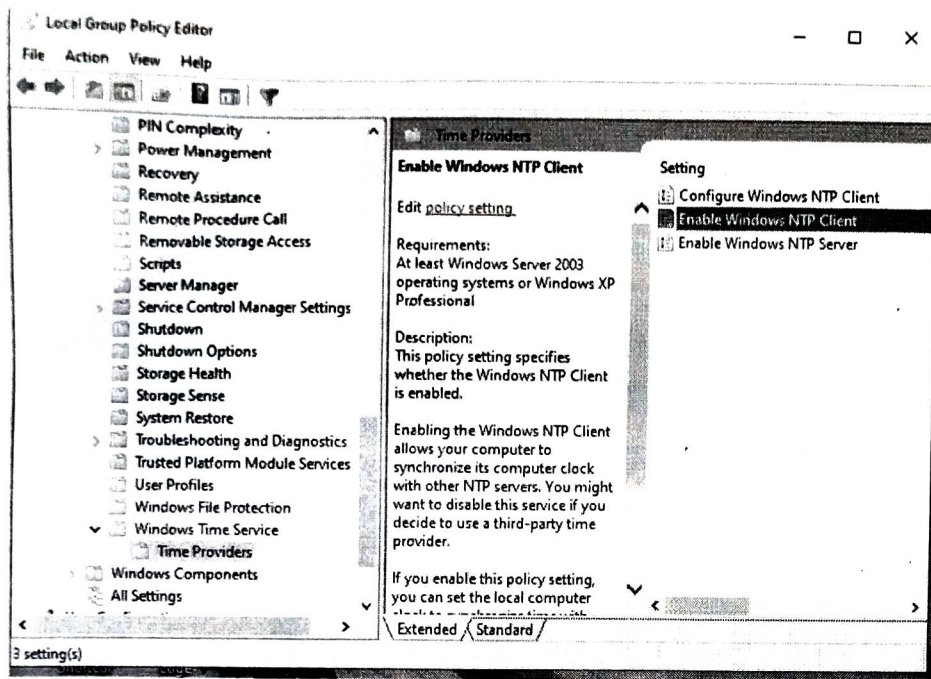 Local Group Policy Editor
File Action View Help
PIN Complexity
Power Management
Recovery
Remote Assistance
Remote Procedure Call
Removable Storage Access
Scripts
Server Manager
Service Control Manager Settings
Shutdown
Shutdown Options
Storage Health
Storage Sense
System Restore
Troubleshooting and Diagnostics
Trusted Platform Module Services
User Profiles
Windows File Protection
Windows Time Service
Time Providers
Windows Components
All Settings
Time Providers
Enable Windows NTP Client
Edit policy setting
Requirements:
At least Windows Server 2003
operating systems or Windows XP
Professional
Description:
This policy setting specifies
whether the Windows NTP Client
is enabled.
Enabling the Windows NTP Client
allows your computer to
synchronize its computer clock
with other NTP servers. You might
want to disable this service if you
decide to use a third-party time
provider.
If you enable this policy setting,
you can set the local computer
Setting
Configure Windows NTP Client
Enable Windows NTP Client
Enable Windows NTP Server
Extended Standard
3 setting(s)